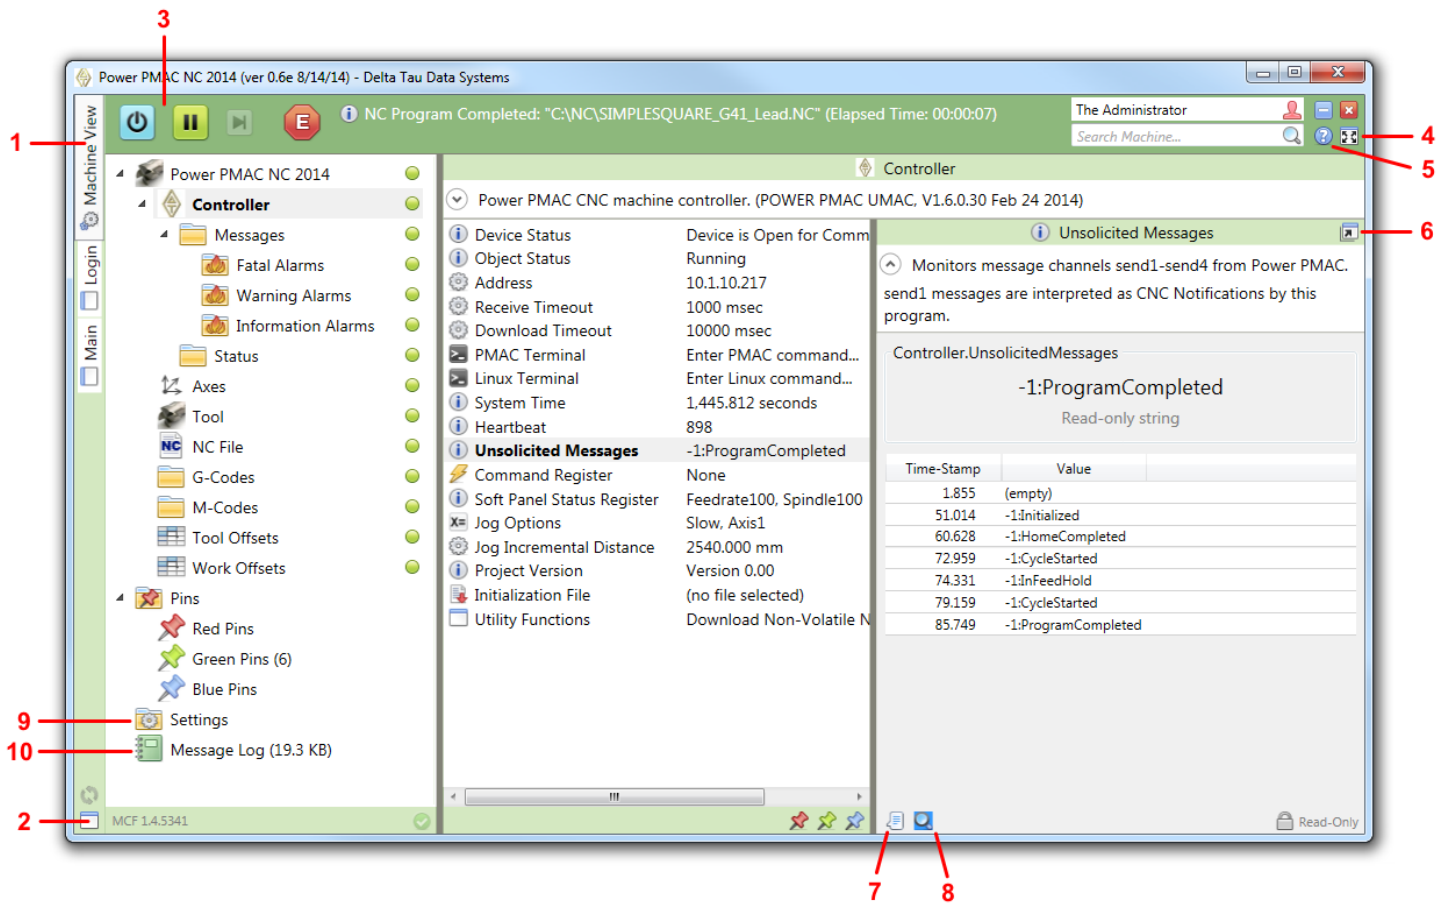 3
Power PMAC NC 2014 (ver 0.6e 8/14/14) - Delta Tau Data Systems
1
Machine View
Login
Main
E
NC Program Completed: "C:\NC\SIMPLESQUARE_G41_Lead.NC" (Elapsed Time: 00:00:07)
The Administrator
Search Machine...
4
5
Power PMAC NC 2014
Controller
Messages
Fatal Alarms
Warning Alarms
Information Alarms
Status
Axes
Tool
NC NC File
G-Codes
M-Codes
Tool Offsets
Work Offsets
Pins
Red Pins
Green Pins (6)
Blue Pins
9
Settings
10
Message Log (19.3 KB)
2
MCF 1.4.5341
Controller
Power PMAC CNC machine controller. (POWER PMAC UMAC, V1.6.0.30 Feb 24 2014)
Device Status Device is Open for Comm
Object Status Running
Address 10.1.10.217
Receive Timeout 1000 msec
Download Timeout 10000 msec
PMAC Terminal Enter PMAC command...
Linux Terminal Enter Linux command...
System Time 1,445.812 seconds
Heartbeat 898
Unsolicited Messages -1:ProgramCompleted
Command Register None
Soft Panel Status Register Feedrate100, Spindle100
X= Jog Options Slow, Axis1
Jog Incremental Distance 2540.000 mm
Project Version Version 0.00
Initialization File (no file selected)
Utility Functions Download Non-Volatile N
Unsolicited Messages
6
Monitors message channels send1-send4 from Power PMAC.
send1 messages are interpreted as CNC Notifications by this
program.
Controller.UnsolicitedMessages
-1:ProgramCompleted
Read-only string
Time-Stamp Value
1.855 (empty)
51.014 -1:Initialized
60.628 -1:HomeCompleted
72.959 -1:CycleStarted
74.331 -1:InFeedHold
79.159 -1:CycleStarted
85.749 -1:ProgramCompleted
Read-Only
7
8